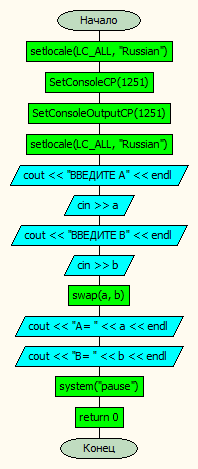 Начало
setlocale(LC_ALL, "Russian")
SetConsoleCP(1251)
SetConsoleOutputCP(1251)
setlocale(LC_ALL, "Russian")
cout << "ВВЕДИТЕ A" << endl
cin >> a
cout << "ВВЕДИТЕ B" << endl
cin >> b
swap(a, b)
cout << "A= " << a << endl
cout << "B= " << b << endl
system("pause")
return 0
Конец